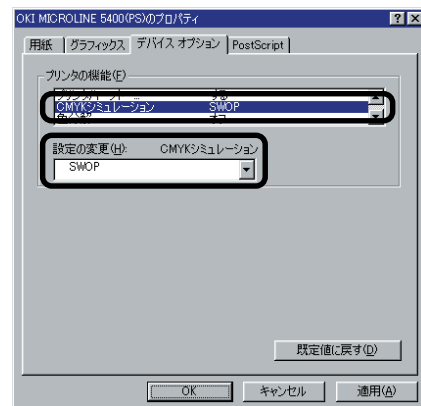 OKI MICROLINE 5400(PS)のプロパティ
用紙 グラフィックス デバイス オプション PostScript
プリンタの機能(F)
CMYKシミュレーション SWOP
設定の変更(H): CMYKシミュレーション
SWOP
既定値に戻す(D)
OK キャンセル 適用(A)